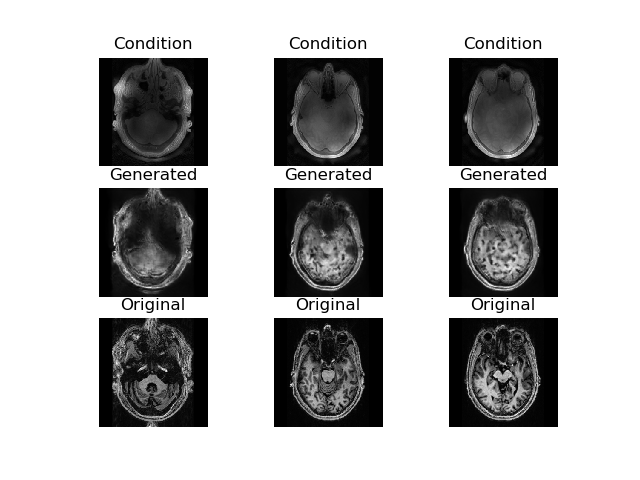 Condition Condition Condition
Generated Generated Generated
Original Original Original